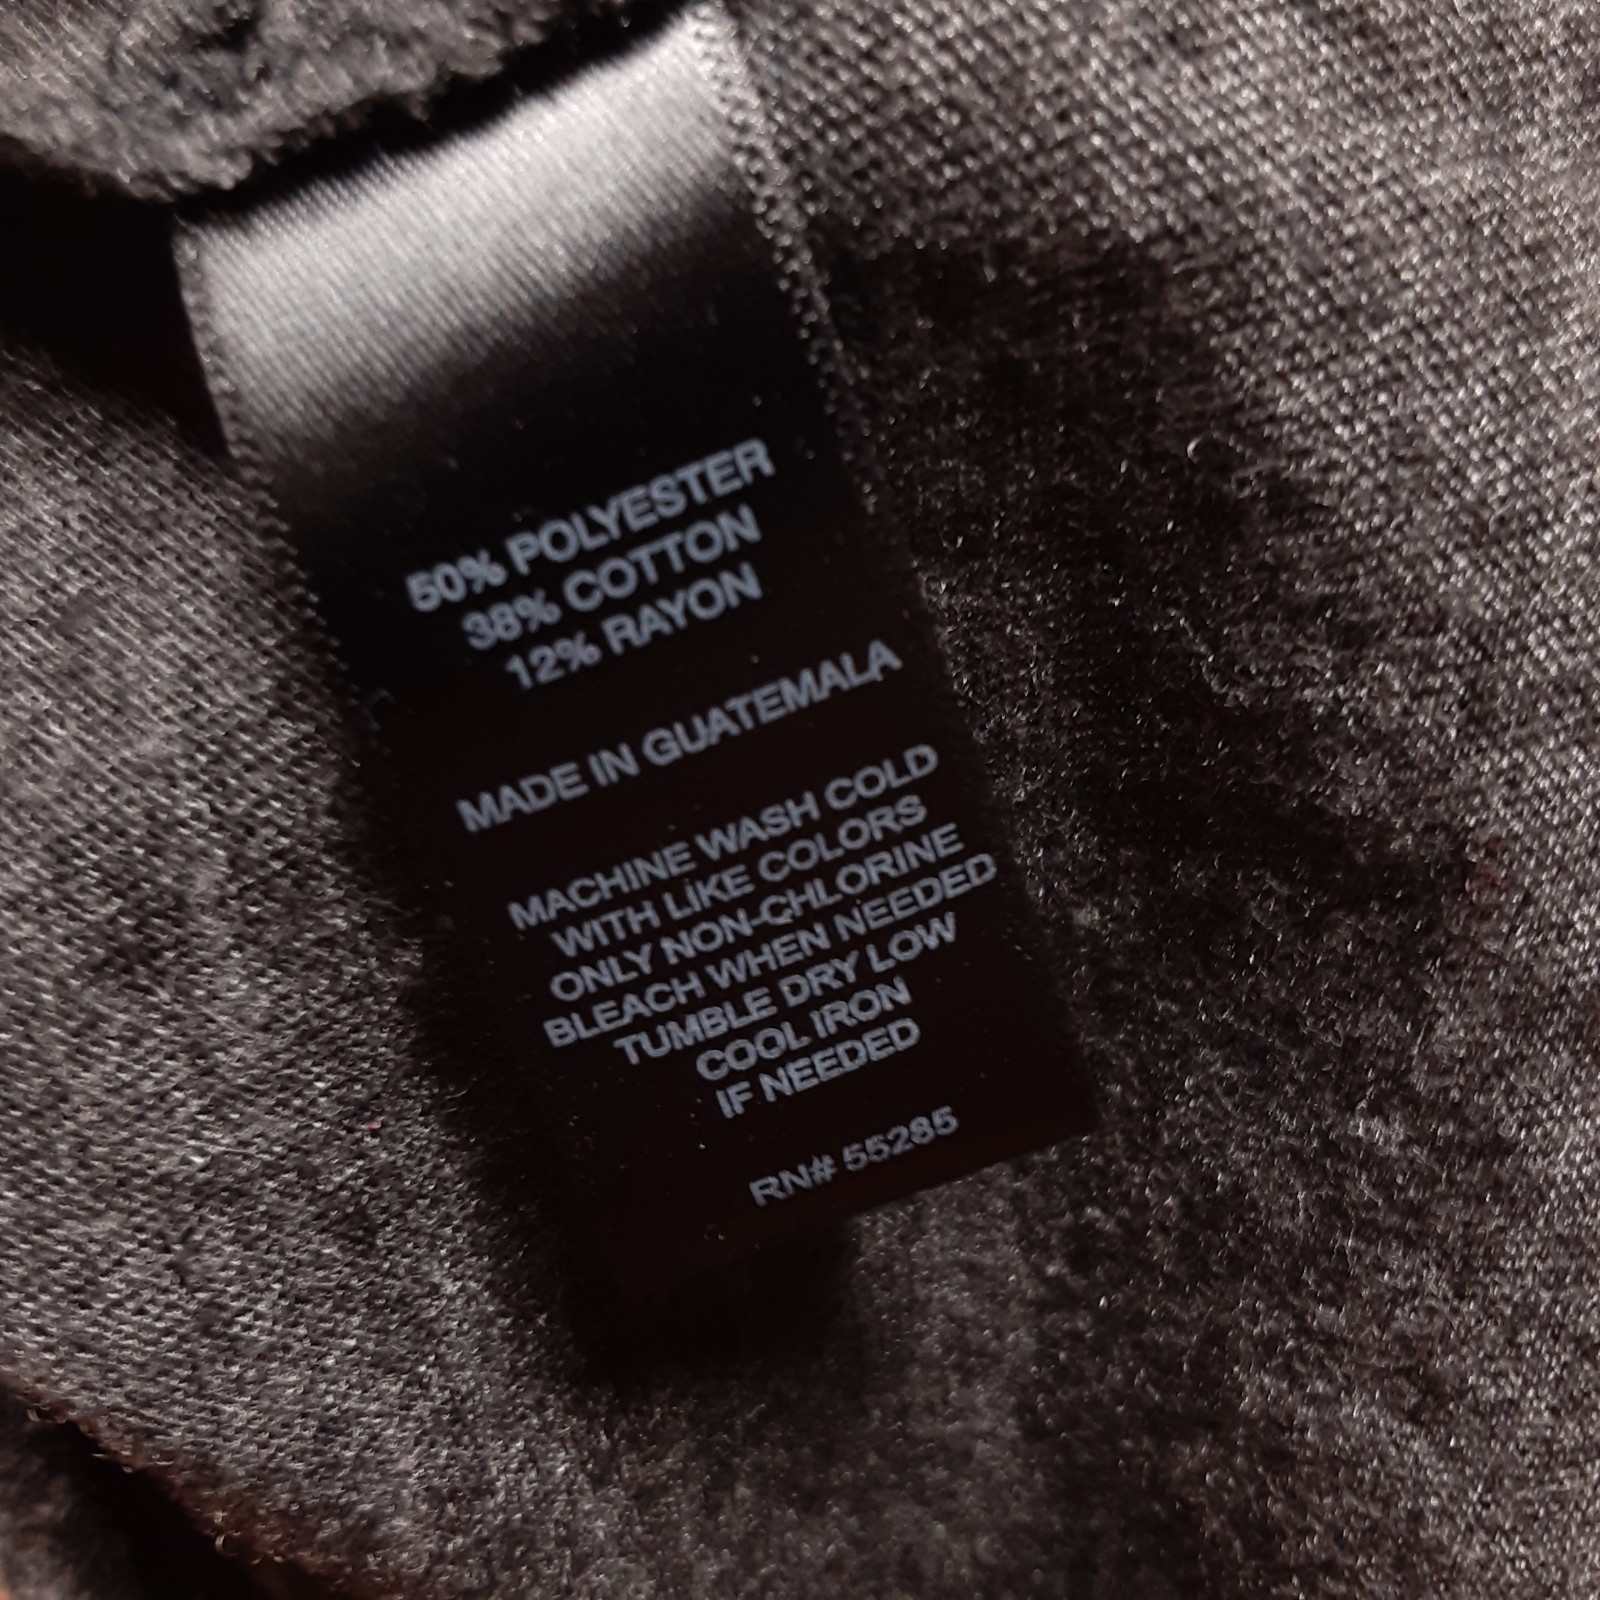 50% POLYESTER
38% COTTON
12% RAYON
MADE IN GUATEMALA
MACHINE WASH COLD
WITH LIKE COLORS
ONLY NON-CHLORINE
BLEACH WHEN NEEDED
TUMBLE DRY LOW
COOL IRON
IF NEEDED
RN# 55285